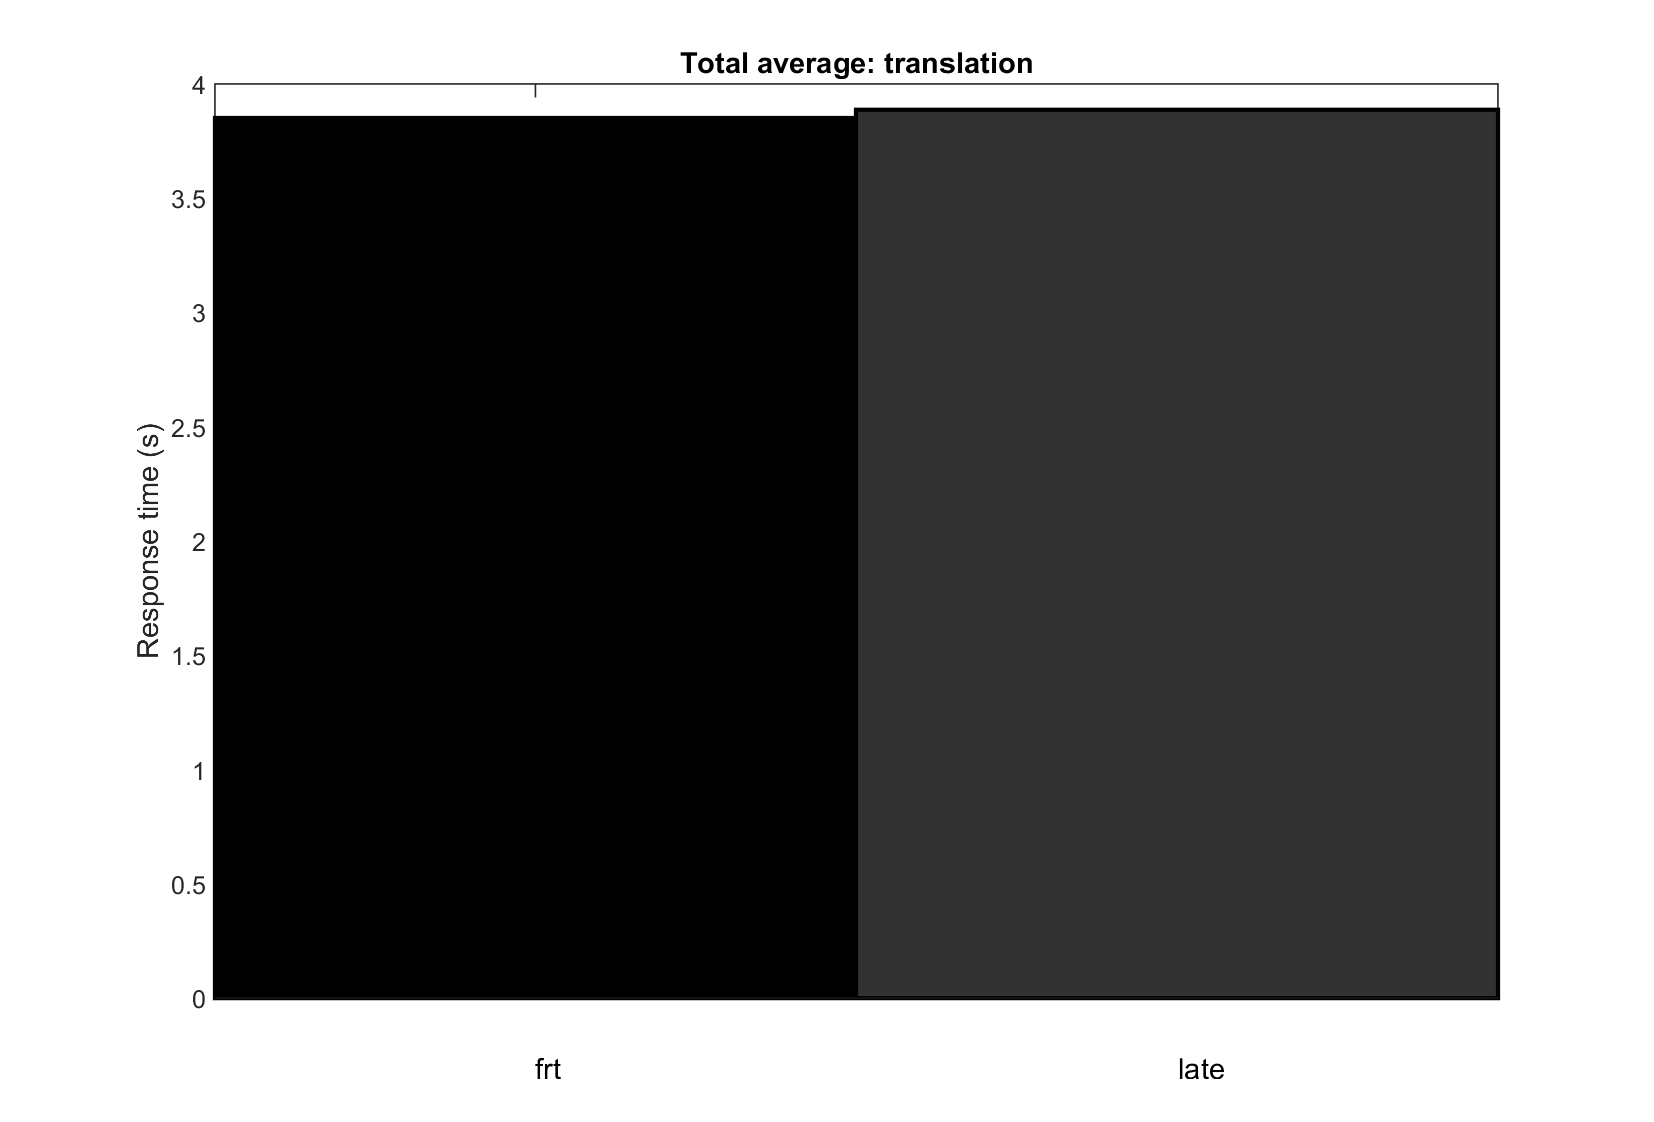 Total average: translation
4
3.5
3
2.5
2
1.5
1
0.5
0
Response time (s)
frt
late